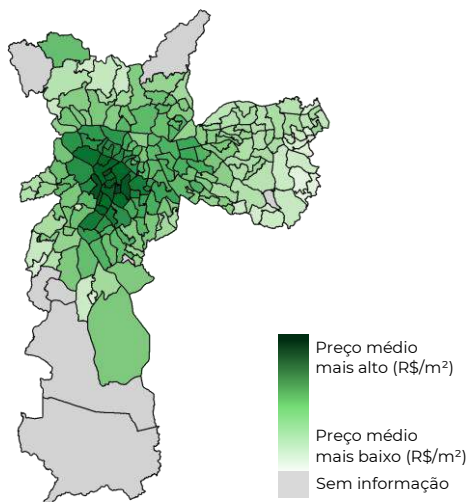 Preço médio
mais alto (R$/m²)
Preço médio
mais baixo (R$/m²)
Sem informação